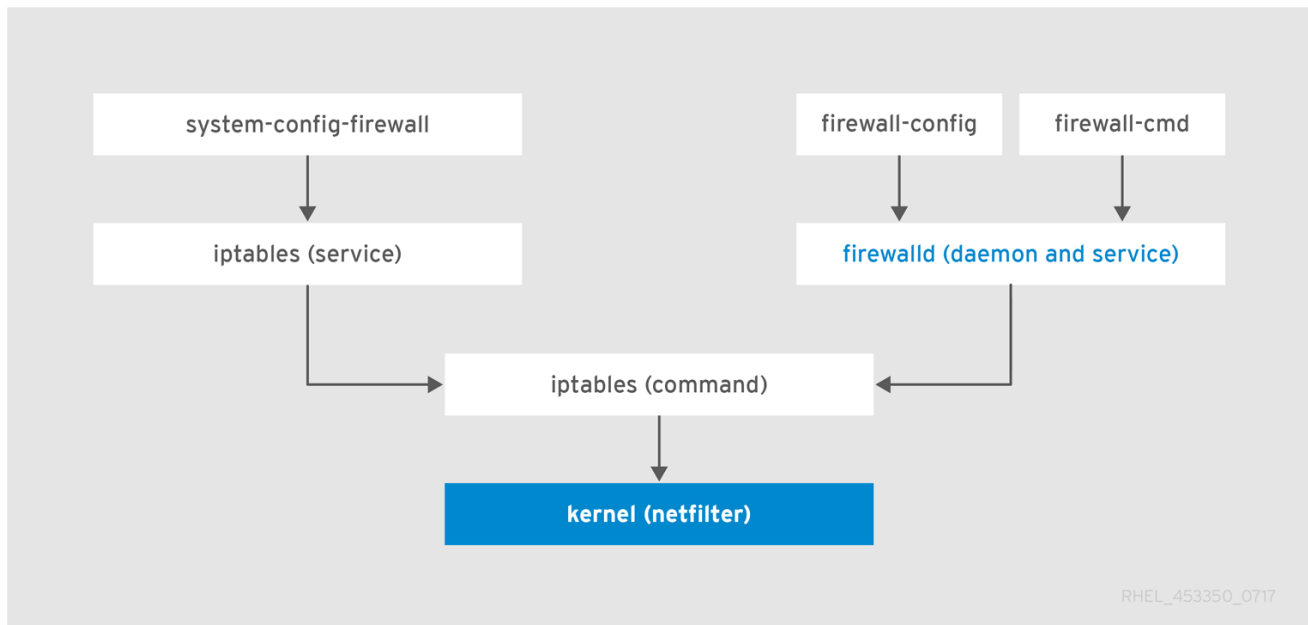 system-config-firewall
firewall-config
firewall-cmd
iptables (service)
firewalld (daemon and service)
iptables (command)
kernel (netfilter)
RHEL_453350_0717